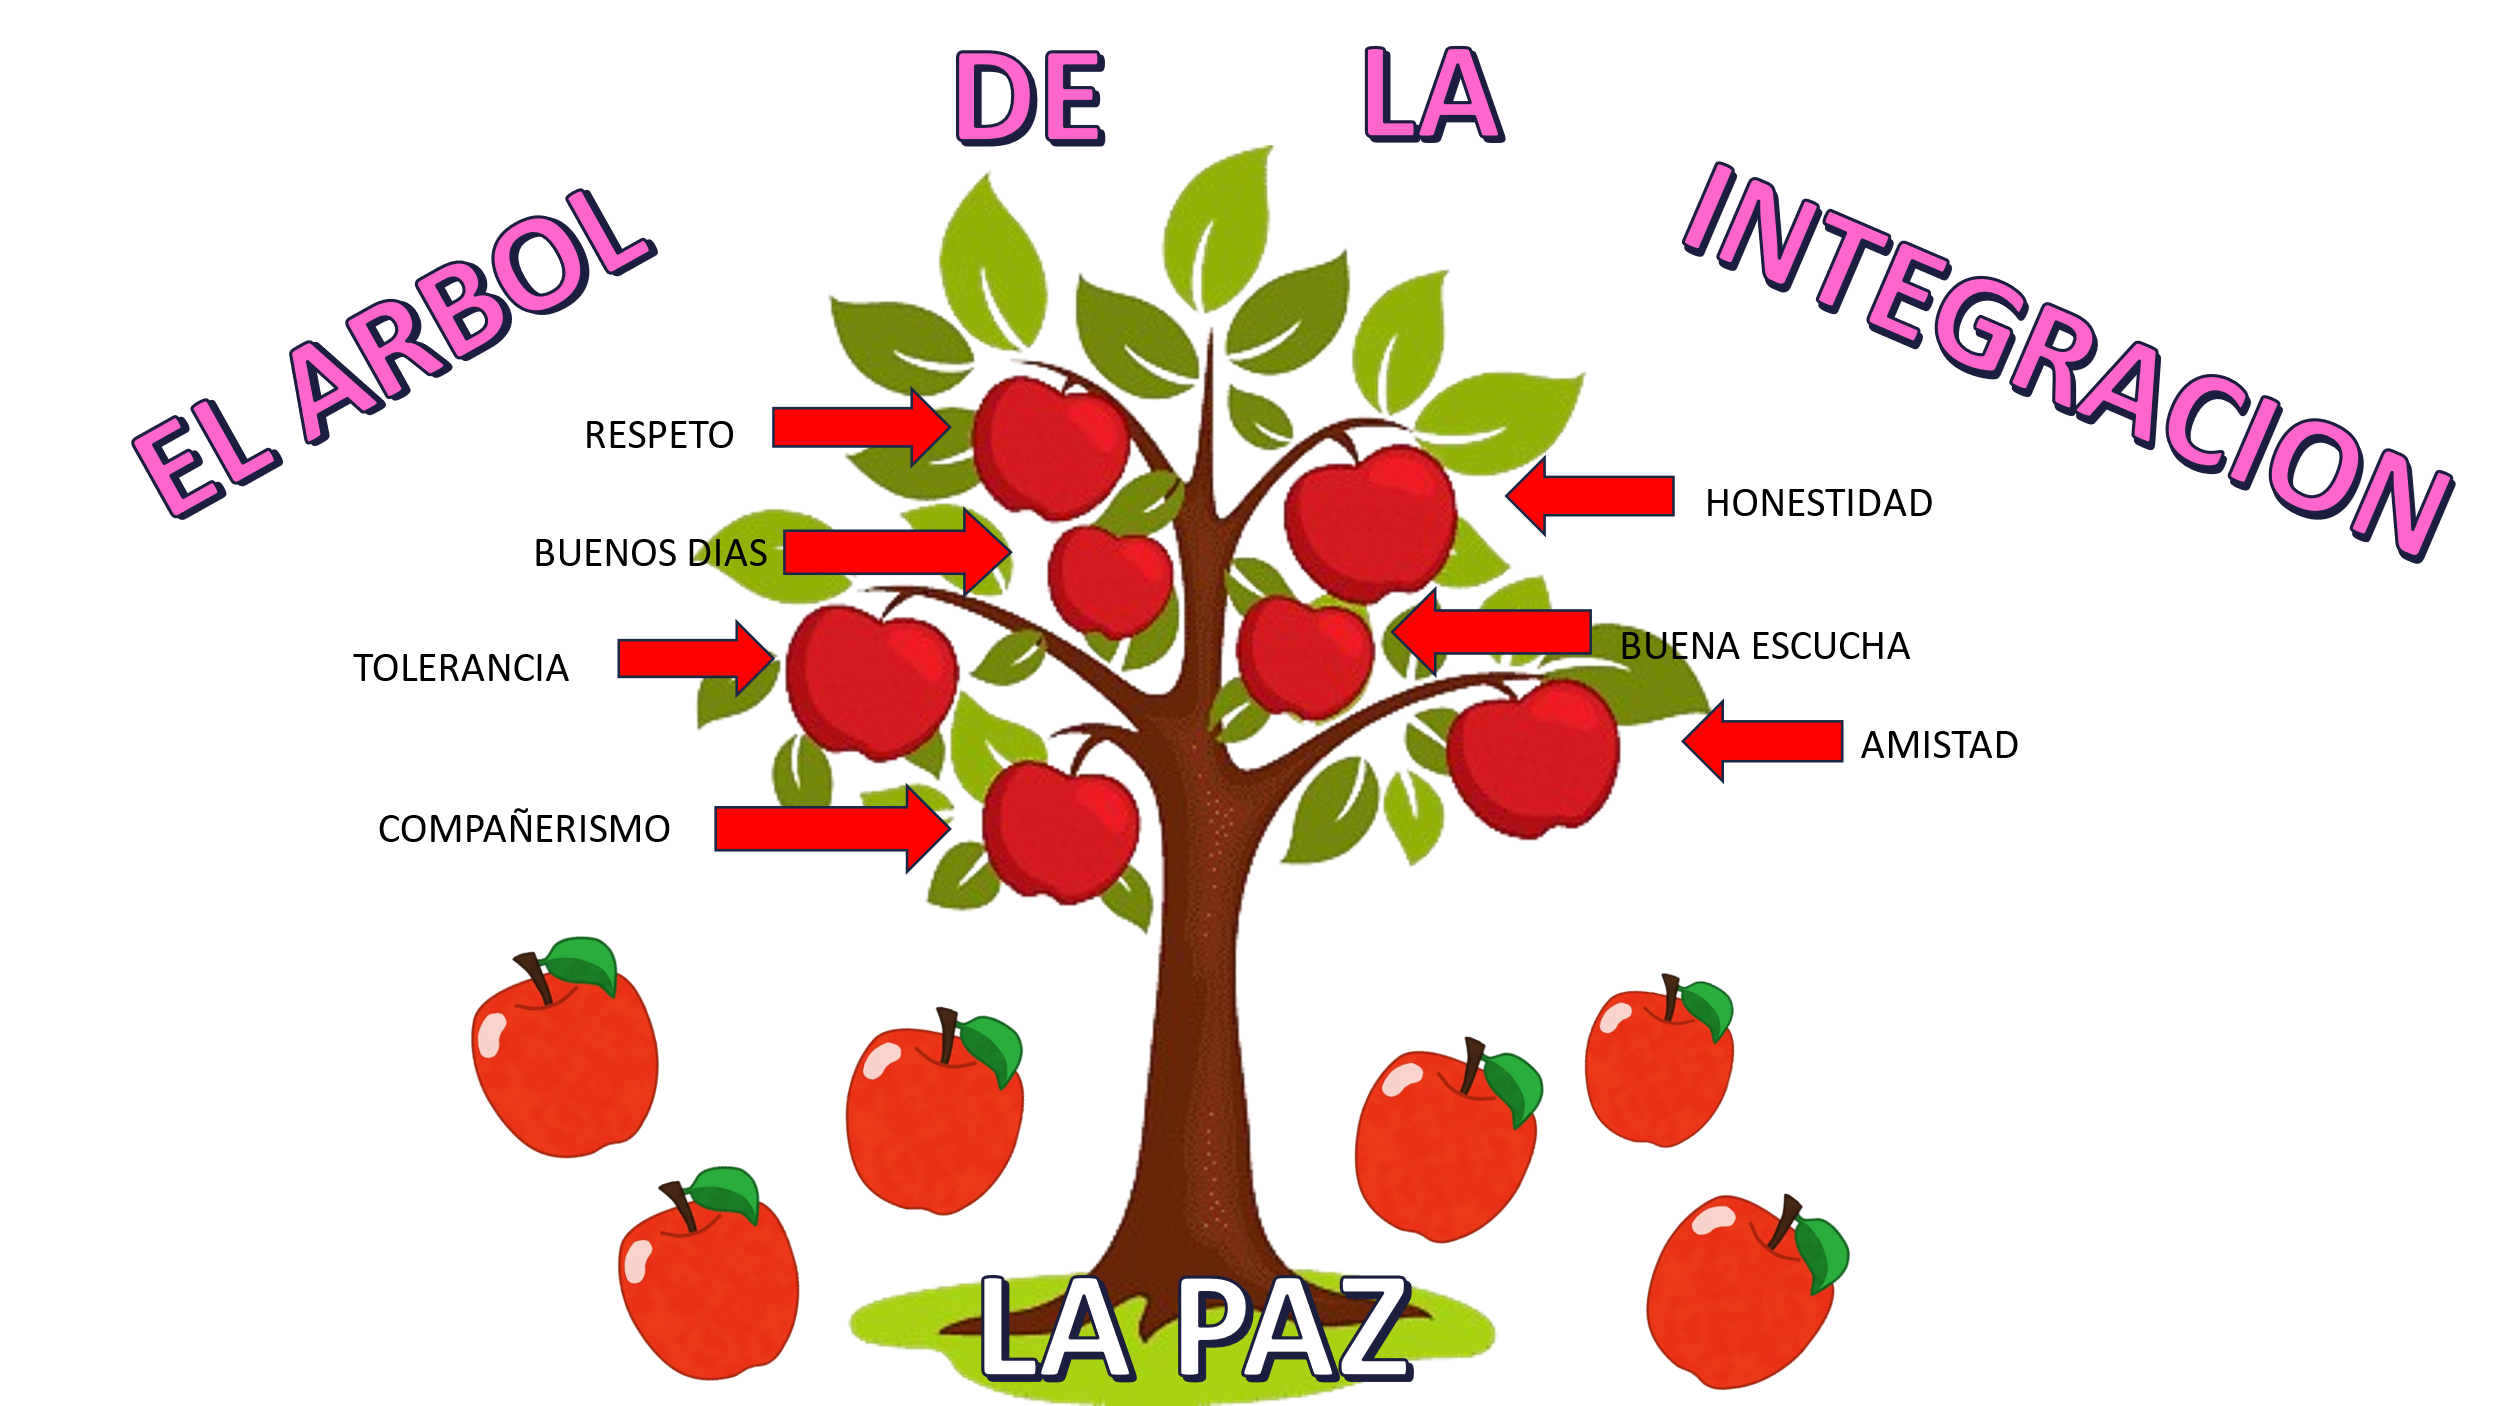 EL ARBOL
DE LA
INTEGRACION
RESPETO
HONESTIDAD
BUENOS DIAS
BUENA ESCUCHA
TOLERANCIA
AMISTAD
COMPAÑERISMO
LA PAZ